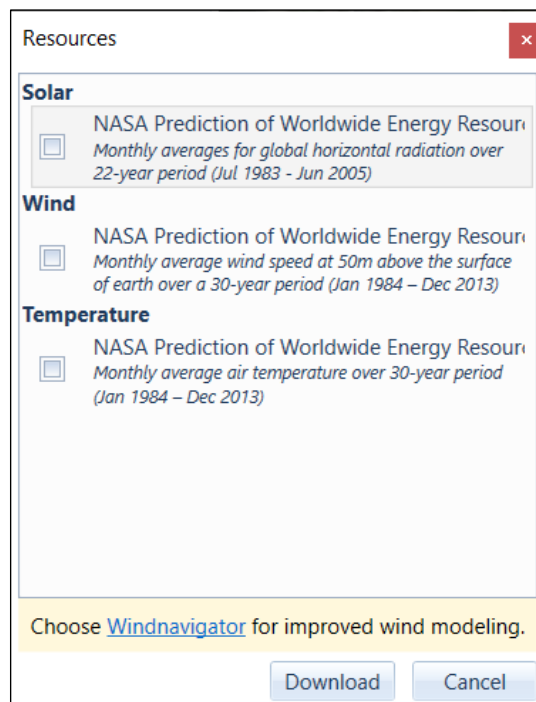 Resources
Solar
NASA Prediction of Worldwide Energy Resour
Monthly averages for global horizontal radiation over
22-year period (Jul 1983 - Jun 2005)
Wind
NASA Prediction of Worldwide Energy Resour
Monthly average wind speed at 50m above the surface
of earth over a 30-year period (Jan 1984 – Dec 2013)
Temperature
NASA Prediction of Worldwide Energy Resour
Monthly average air temperature over 30-year period
(Jan 1984 – Dec 2013)
Choose Windnavigator for improved wind modeling.
Download Cancel